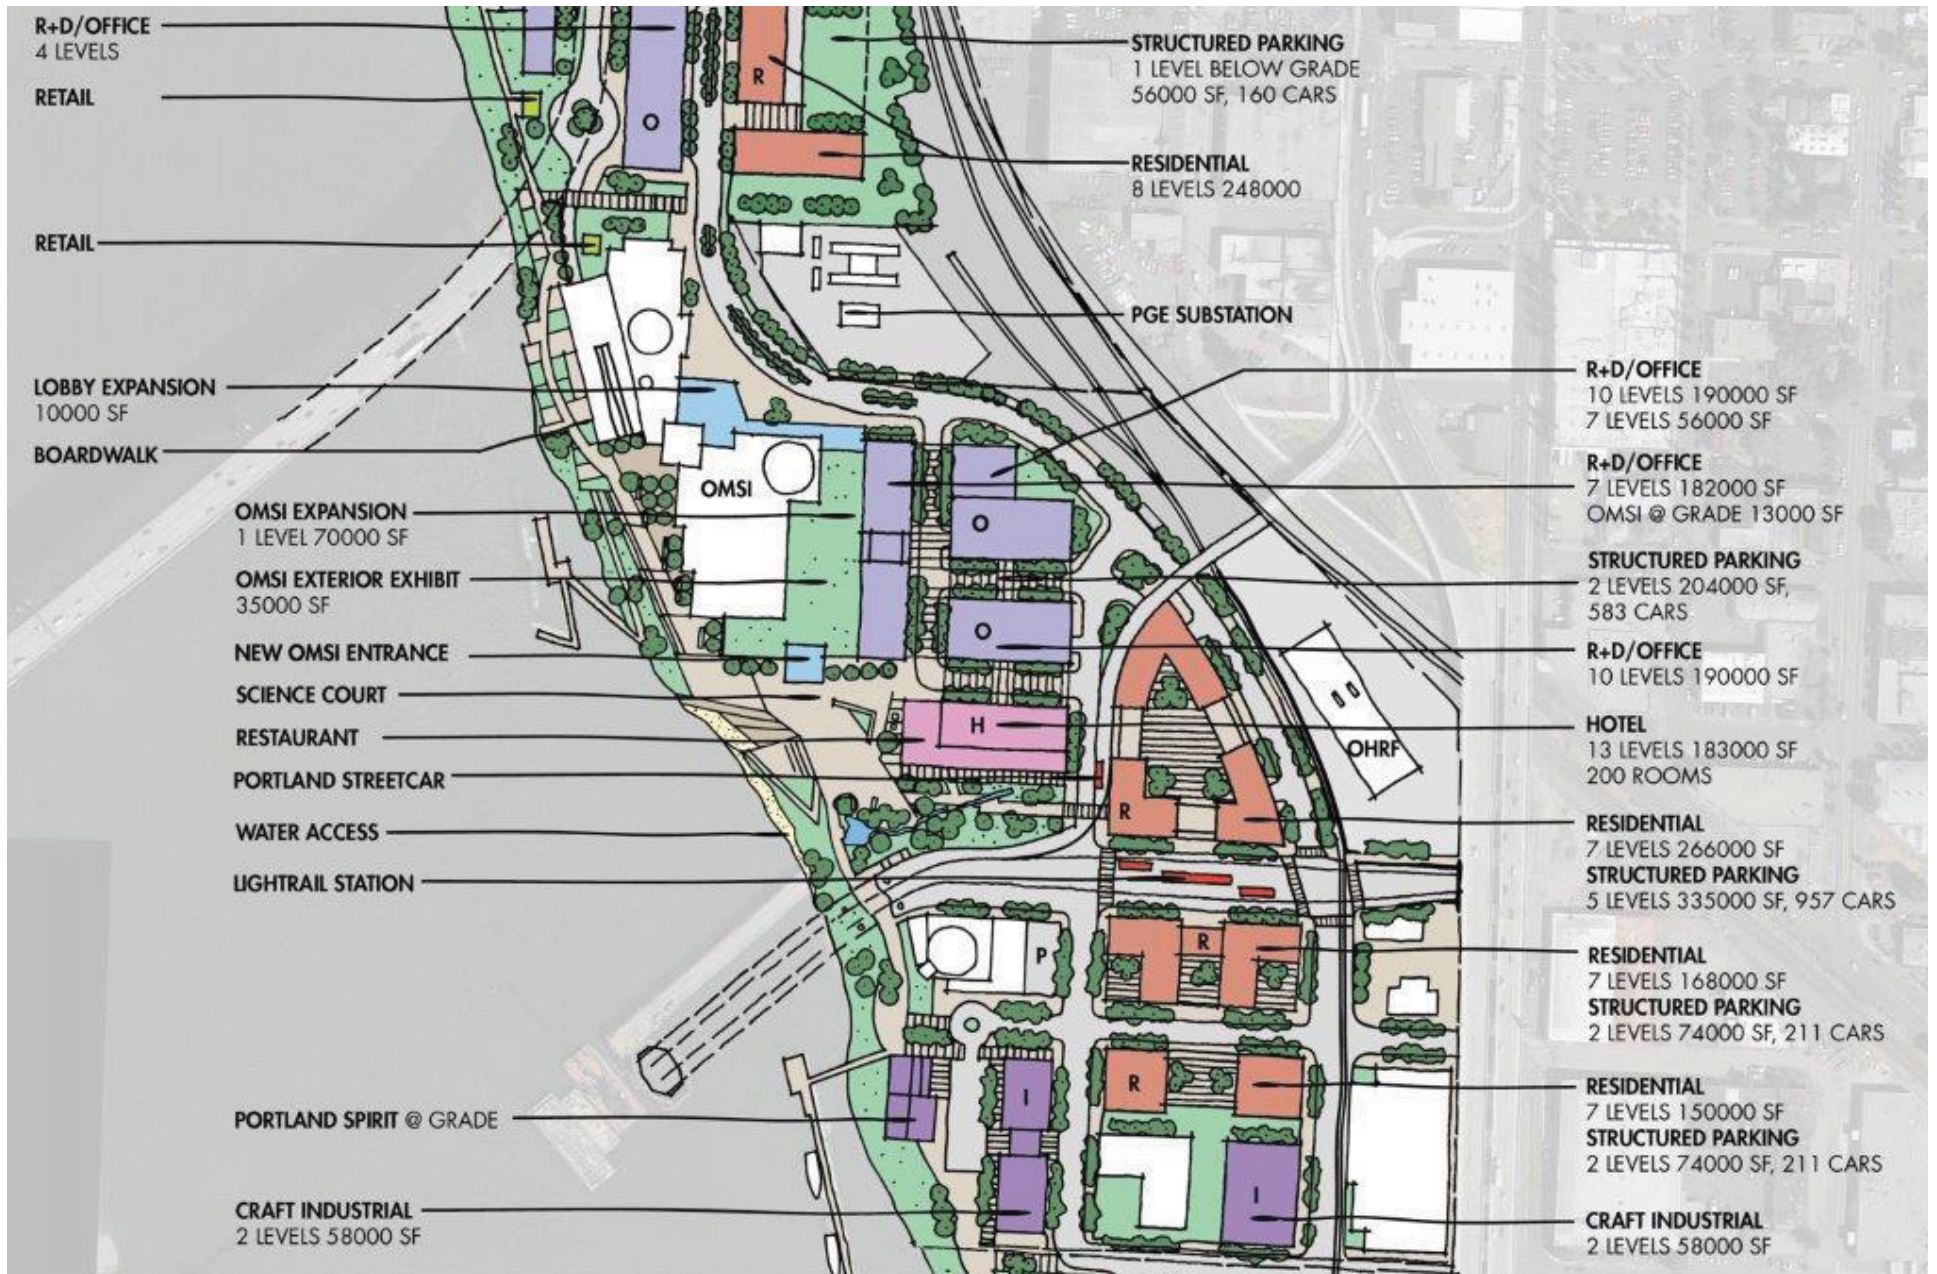 R+D/OFFICE
4 LEVELS
RETAIL
RETAIL
LOBBY EXPANSION
10000 SF
BOARDWALK
OMSI EXPANSION
1 LEVEL 70000 SF
OMSI EXTERIOR EXHIBIT
35000 SF
NEW OMSI ENTRANCE
SCIENCE COURT
RESTAURANT
PORTLAND STREETCAR
WATER ACCESS
LIGHTRAIL STATION
PORTLAND SPIRIT @ GRADE
CRAFT INDUSTRIAL
2 LEVELS 58000 SF
R
O
OMSI
O
O
H
R
OHRF
P
R
R
I
I
STRUCTURED PARKING
1 LEVEL BELOW GRADE
56000 SF, 160 CARS
RESIDENTIAL
8 LEVELS 248000
PGE SUBSTATION
R+D/OFFICE
10 LEVELS 190000 SF
7 LEVELS 56000 SF
R+D/OFFICE
7 LEVELS 182000 SF
OMSI @ GRADE 13000 SF
STRUCTURED PARKING
2 LEVELS 204000 SF,
583 CARS
R+D/OFFICE
10 LEVELS 190000 SF
HOTEL
13 LEVELS 183000 SF
200 ROOMS
RESIDENTIAL
7 LEVELS 266000 SF
STRUCTURED PARKING
5 LEVELS 335000 SF, 957 CARS
RESIDENTIAL
7 LEVELS 168000 SF
STRUCTURED PARKING
2 LEVELS 74000 SF, 211 CARS
RESIDENTIAL
7 LEVELS 150000 SF
STRUCTURED PARKING
2 LEVELS 74000 SF, 211 CARS
CRAFT INDUSTRIAL
2 LEVELS 58000 SF